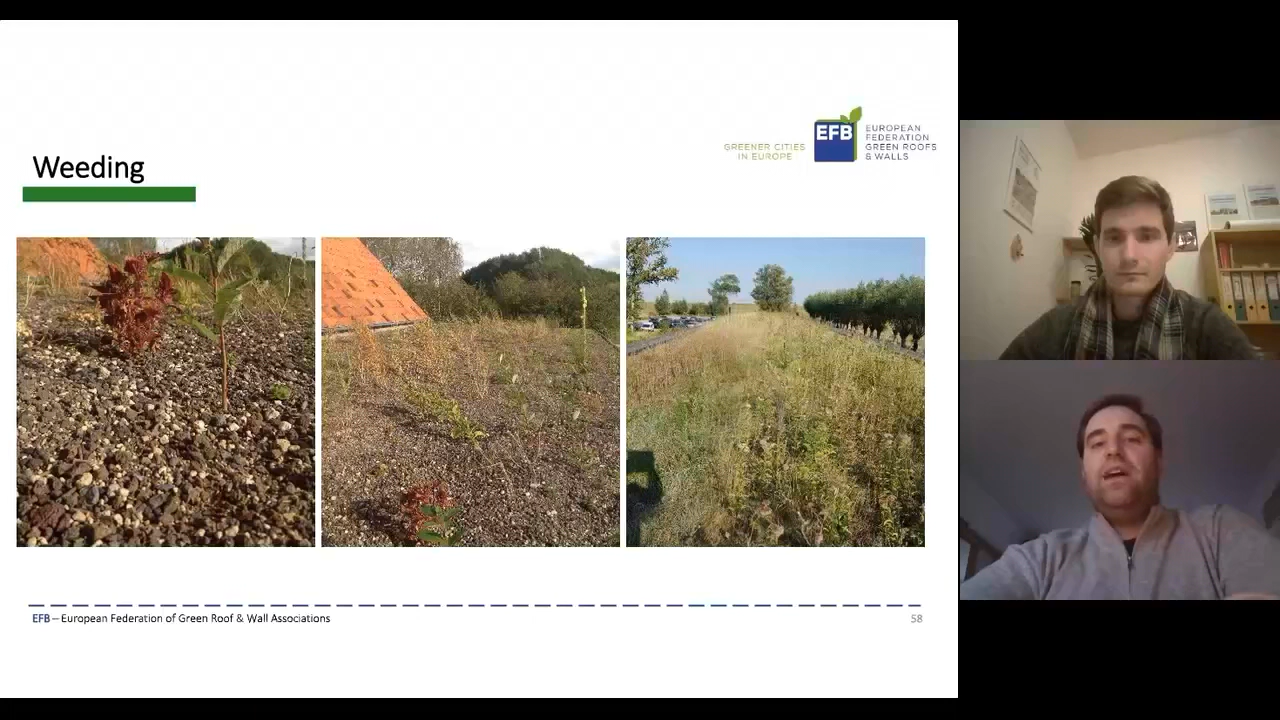 Weeding
GREENER CITIES
IN EUROPE
EFB
EUROPEAN
FEDERATION
GREEN ROOFS
& WALLS
EFB – European Federation of Green Roof & Wall Associations
58